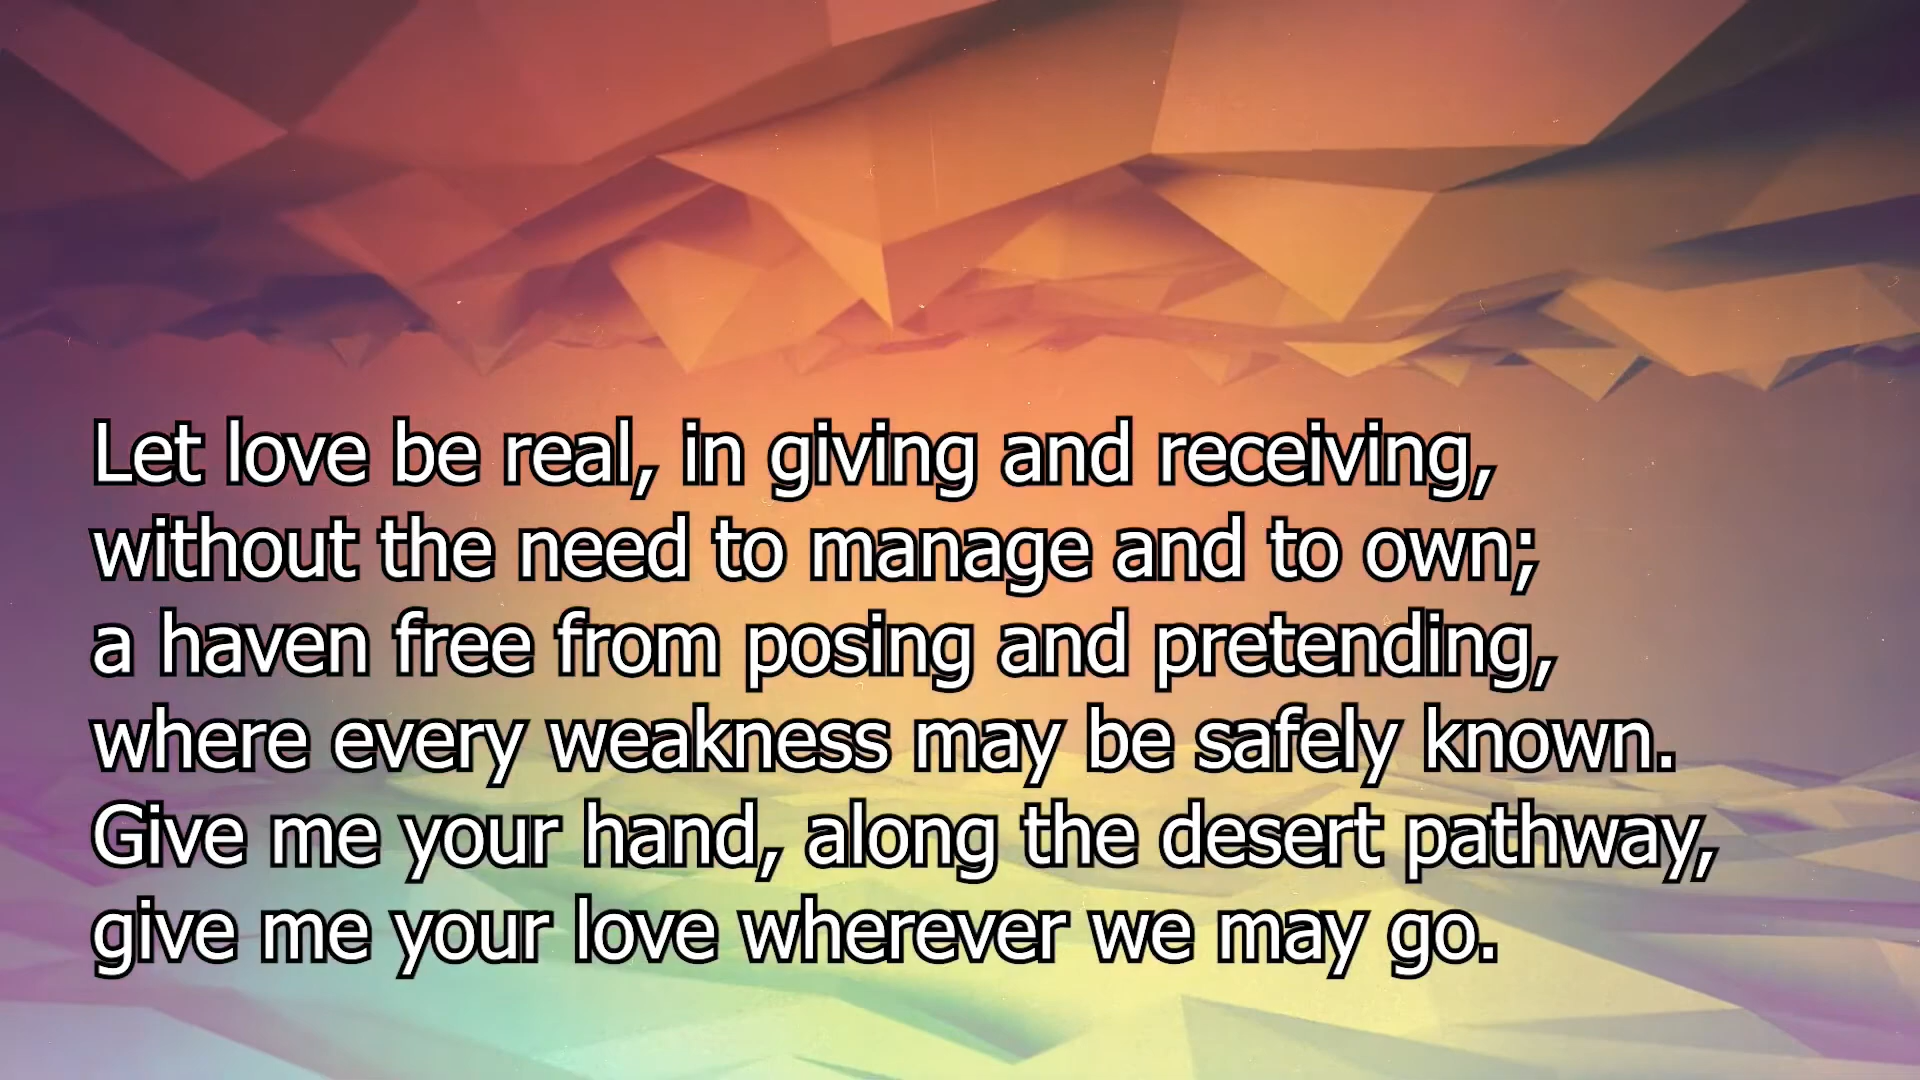 Let love be real, in giving and receiving,
without the need to manage and to own;
a haven free from posing and pretending,
where every weakness may be safely known.
Give me your hand, along the desert pathway,
give me your love wherever we may go.